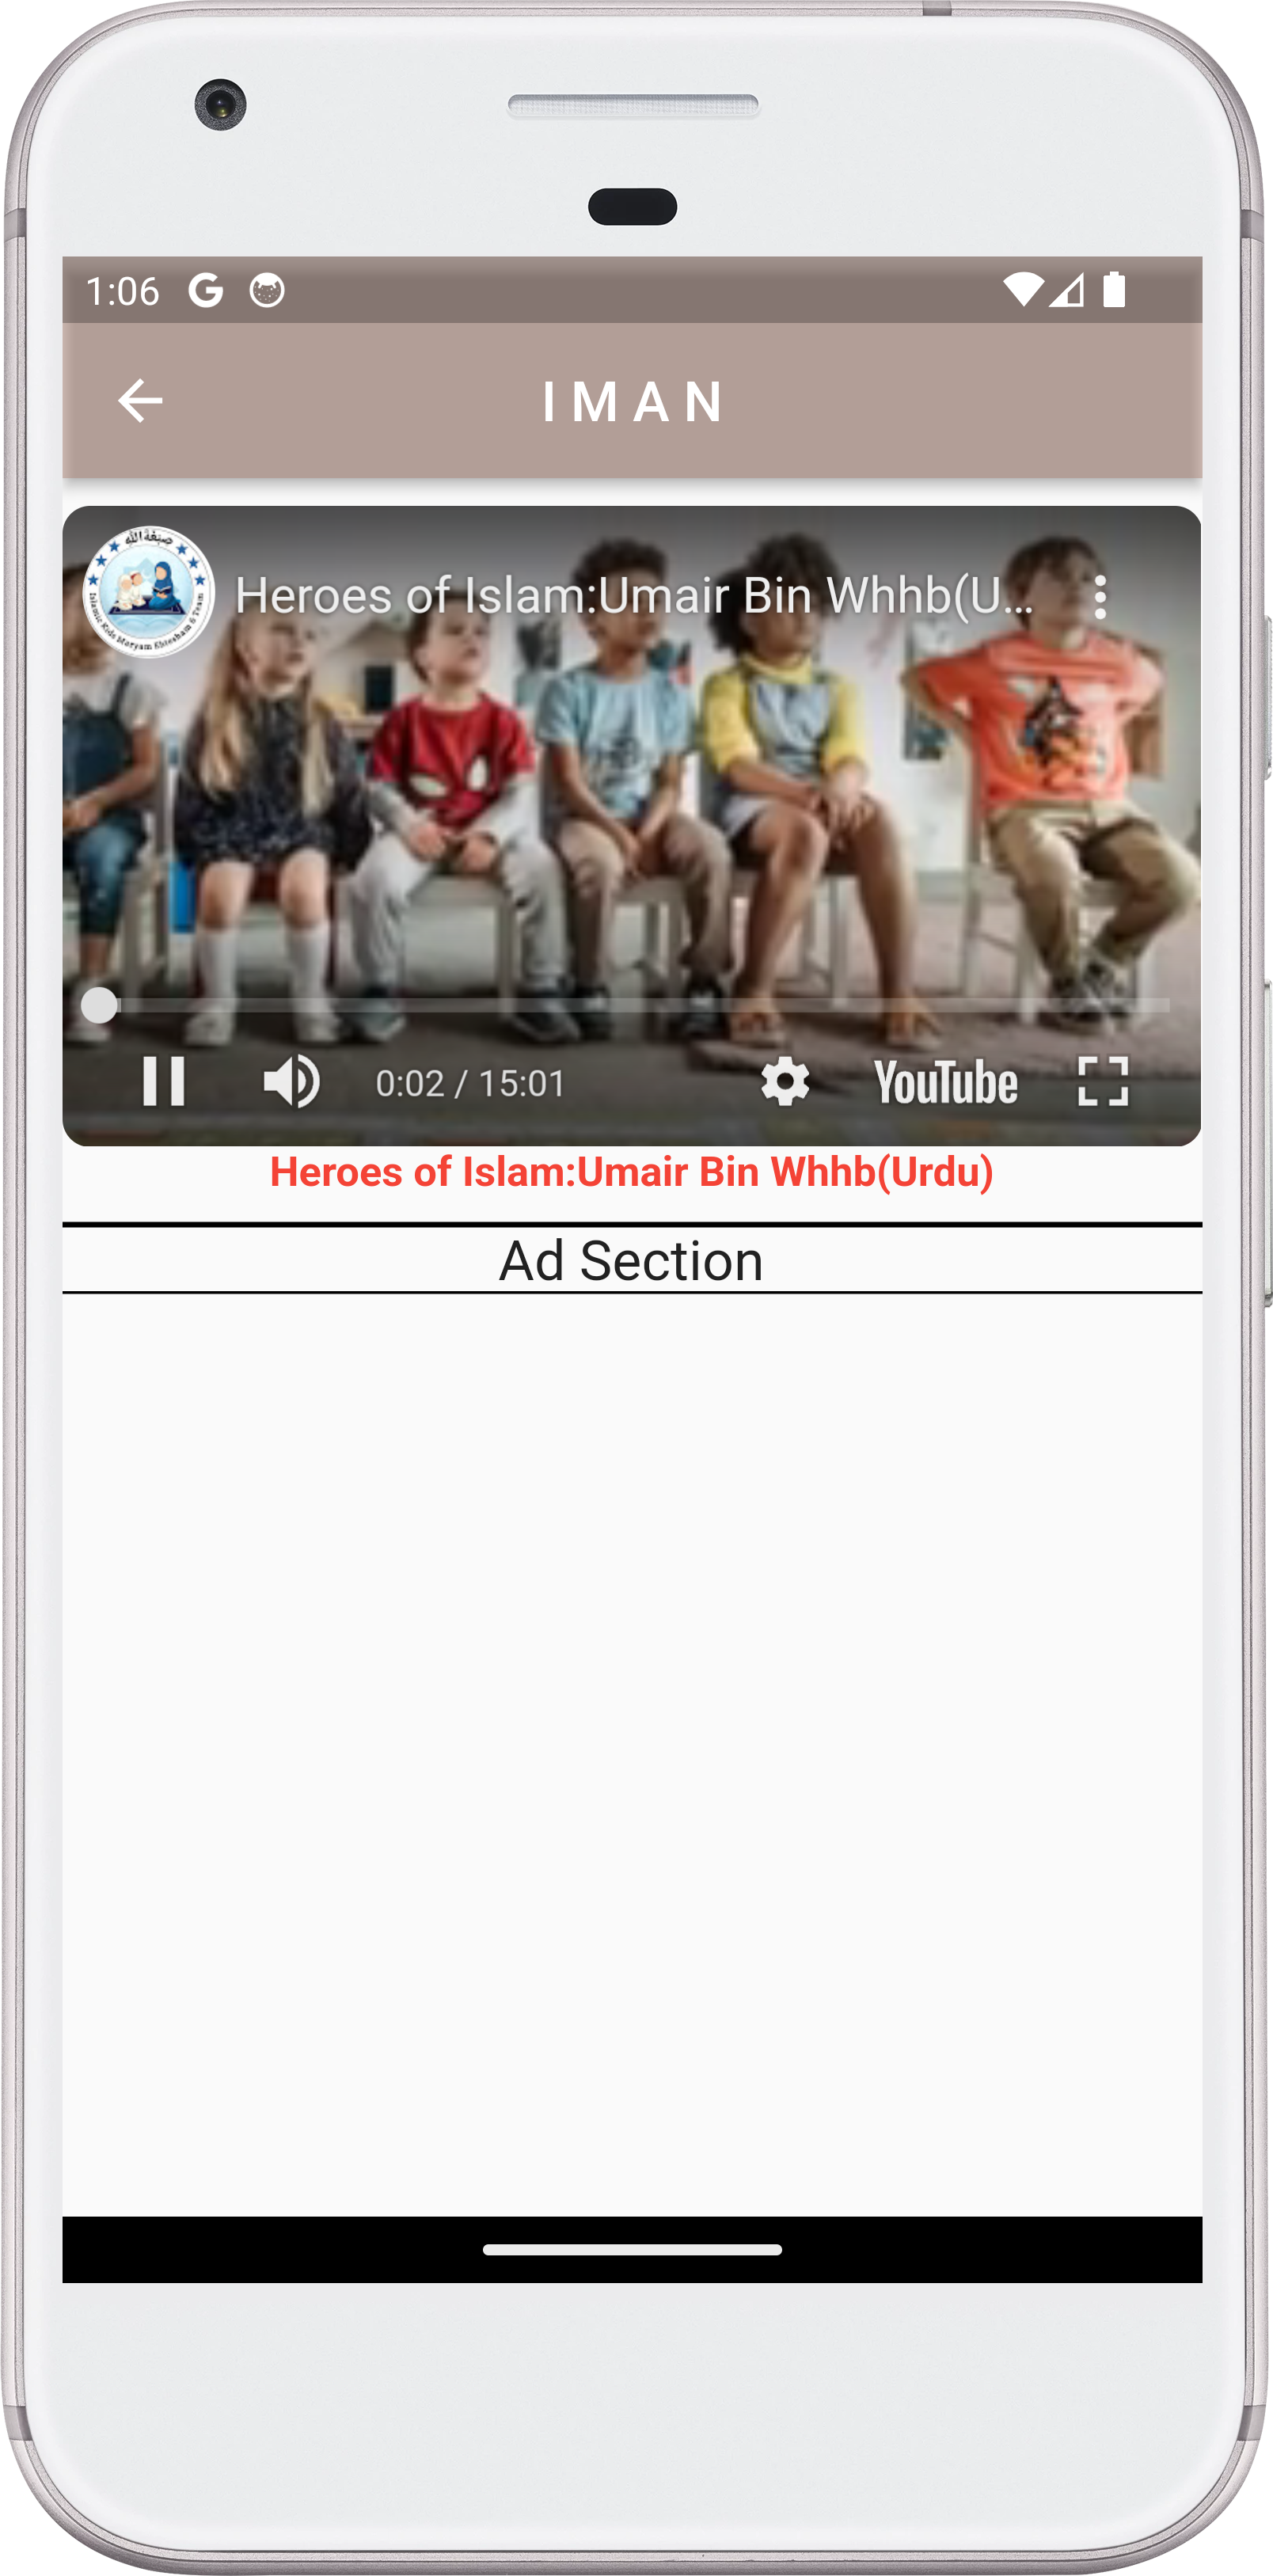 1:06
IMAN
صبغة الله
Islamic Kids Maryam Ehtesham & Team
Heroes of Islam:Umair Bin Whhb(U...
0:02 / 15:01
YouTube
Heroes of Islam:Umair Bin Whhb(Urdu)
Ad Section